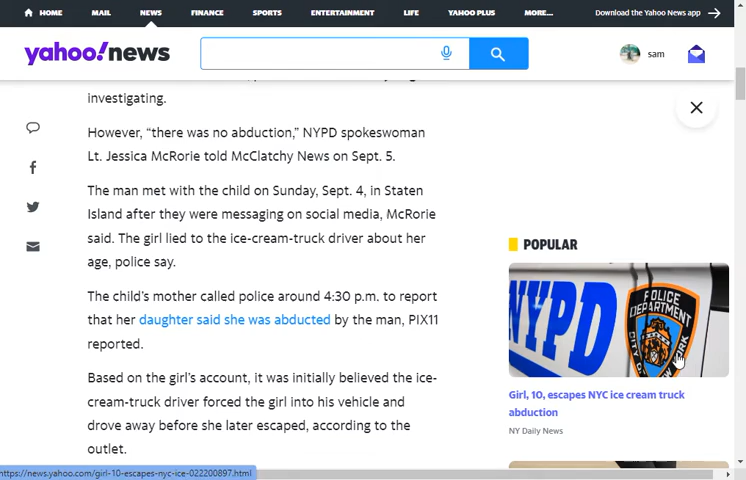 HOME MAIL NEWS FINANCE SPORTS ENTERTAINMENT LIFE YAHOO PLUS MORE... Download the Yahoo News app
yahoo!news
sam
investigating.
However, “there was no abduction,” NYPD spokeswoman
Lt. Jessica McRorie told McClatchy News on Sept. 5.
The man met with the child on Sunday, Sept. 4, in Staten
Island after they were messaging on social media, McRorie
said. The girl lied to the ice-cream-truck driver about her
age, police say.
The child’s mother called police around 4:30 p.m. to report
that her daughter said she was abducted by the man, PIX11
reported.
Based on the girl’s account, it was initially believed the ice-
cream-truck driver forced the girl into his vehicle and
drove away before she later escaped, according to the
outlet.
POPULAR
NYPD
POLICE
DEPARTMENT
CITY OF NEW YORK
Girl, 10, escapes NYC ice cream truck
abduction
NY Daily News
https://news.yahoo.com/girl-10-escapes-nyc-ice-022200897.html